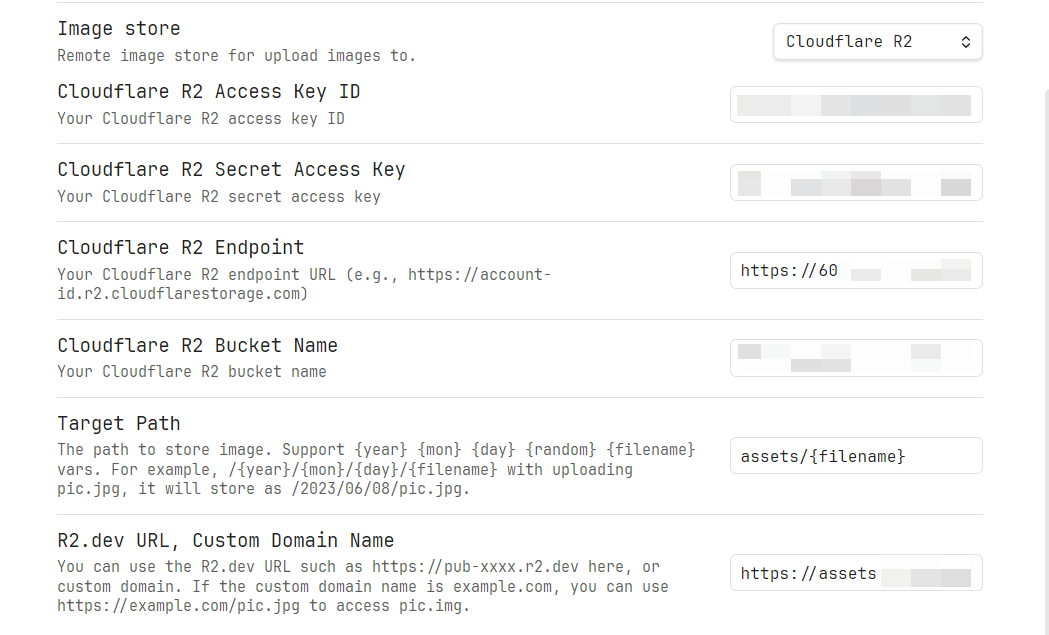 Image store
Remote image store for upload images to.
Cloudflare R2
Cloudflare R2 Access Key ID
Your Cloudflare R2 access key ID
Cloudflare R2 Secret Access Key
Your Cloudflare R2 secret access key
Cloudflare R2 Endpoint
Your Cloudflare R2 endpoint URL (e.g., https://account-
id.r2.cloudflarestorage.com)
https://60
Cloudflare R2 Bucket Name
Your Cloudflare R2 bucket name
Target Path
The path to store image. Support {year} {mon} {day} {random} {filename}
vars. For example, /{year}/{mon}/{day}/{filename} with uploading
pic.jpg, it will store as /2023/06/08/pic.jpg.
assets/{filename}
R2.dev URL, Custom Domain Name
You can use the R2.dev URL such as https://pub-xxxx.r2.dev here, or
custom domain. If the custom domain name is example.com, you can use
https://example.com/pic.jpg to access pic.img.
https://assets